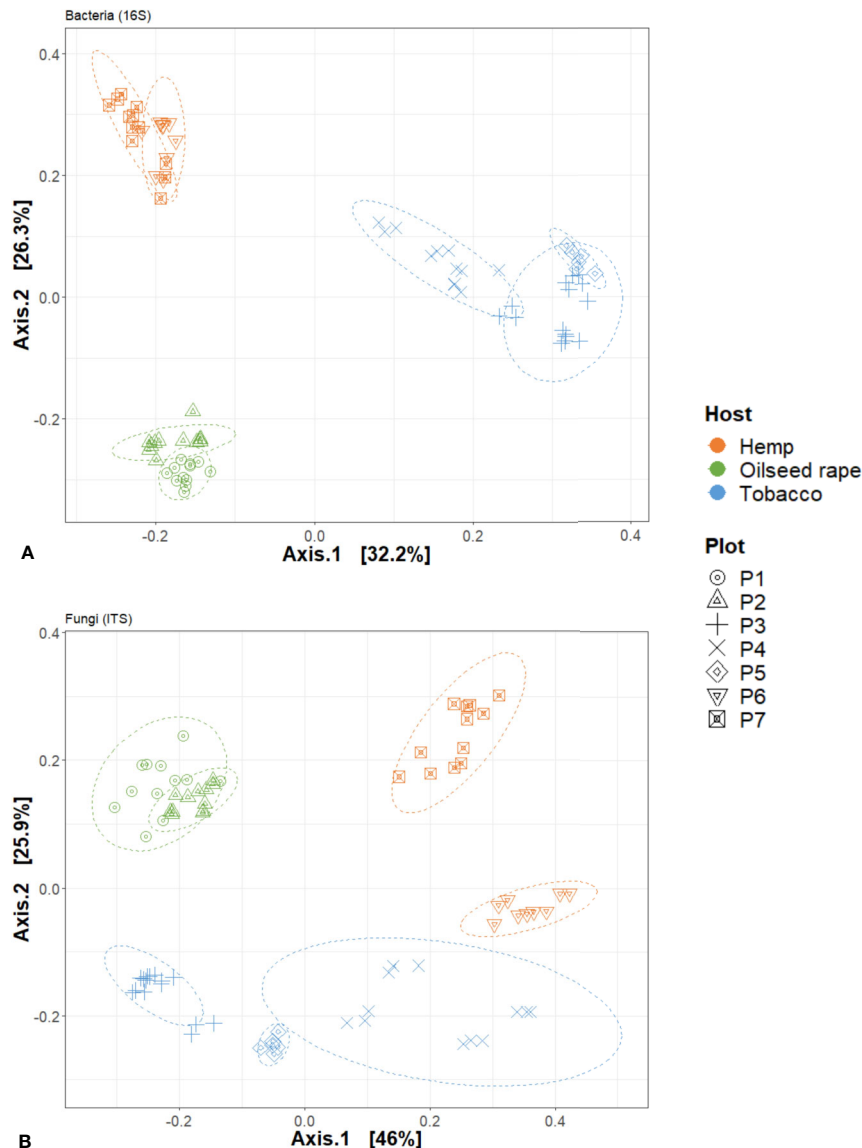 Bacteria (16S)
0.4
0.2
0.0
-0.2
Axis.2 [26.3%]
-0.2
0.0
0.2
0.4
Axis.1 [32.2%]
A
Host
Hemp
Oilseed rape
Tobacco
Plot
P1
P2
P3
P4
P5
P6
P7
Fungi (ITS)
0.4
0.2
0.0
-0.2
Axis.2 [25.9%]
-0.2
0.0
0.2
0.4
Axis.1 [46%]
B